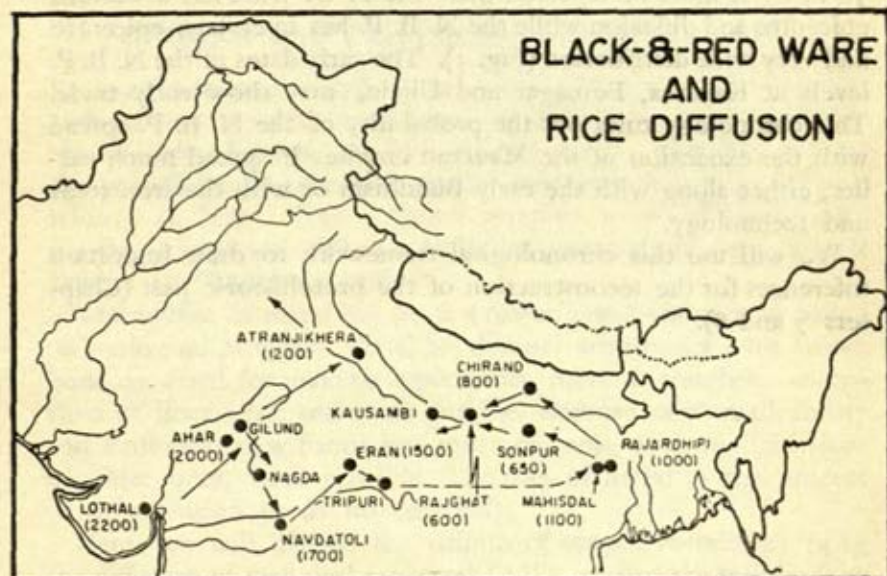 BLACK-&-RED WARE
AND
RICE DIFFUSION
ATRANJIKHERA
(1200)
CHIRAND
(800)
KAUSAMBI
GILUND
AHAR
(2000)
ERAN (1500)
SONPUR
(650)
RAJARDHIPI
(1000)
NAGDA
TRIPURI
RAJGHAT
(600)
MAHISDAL
(1100)
LOTHAL
(2200)
NAVDATOLI
(1700)